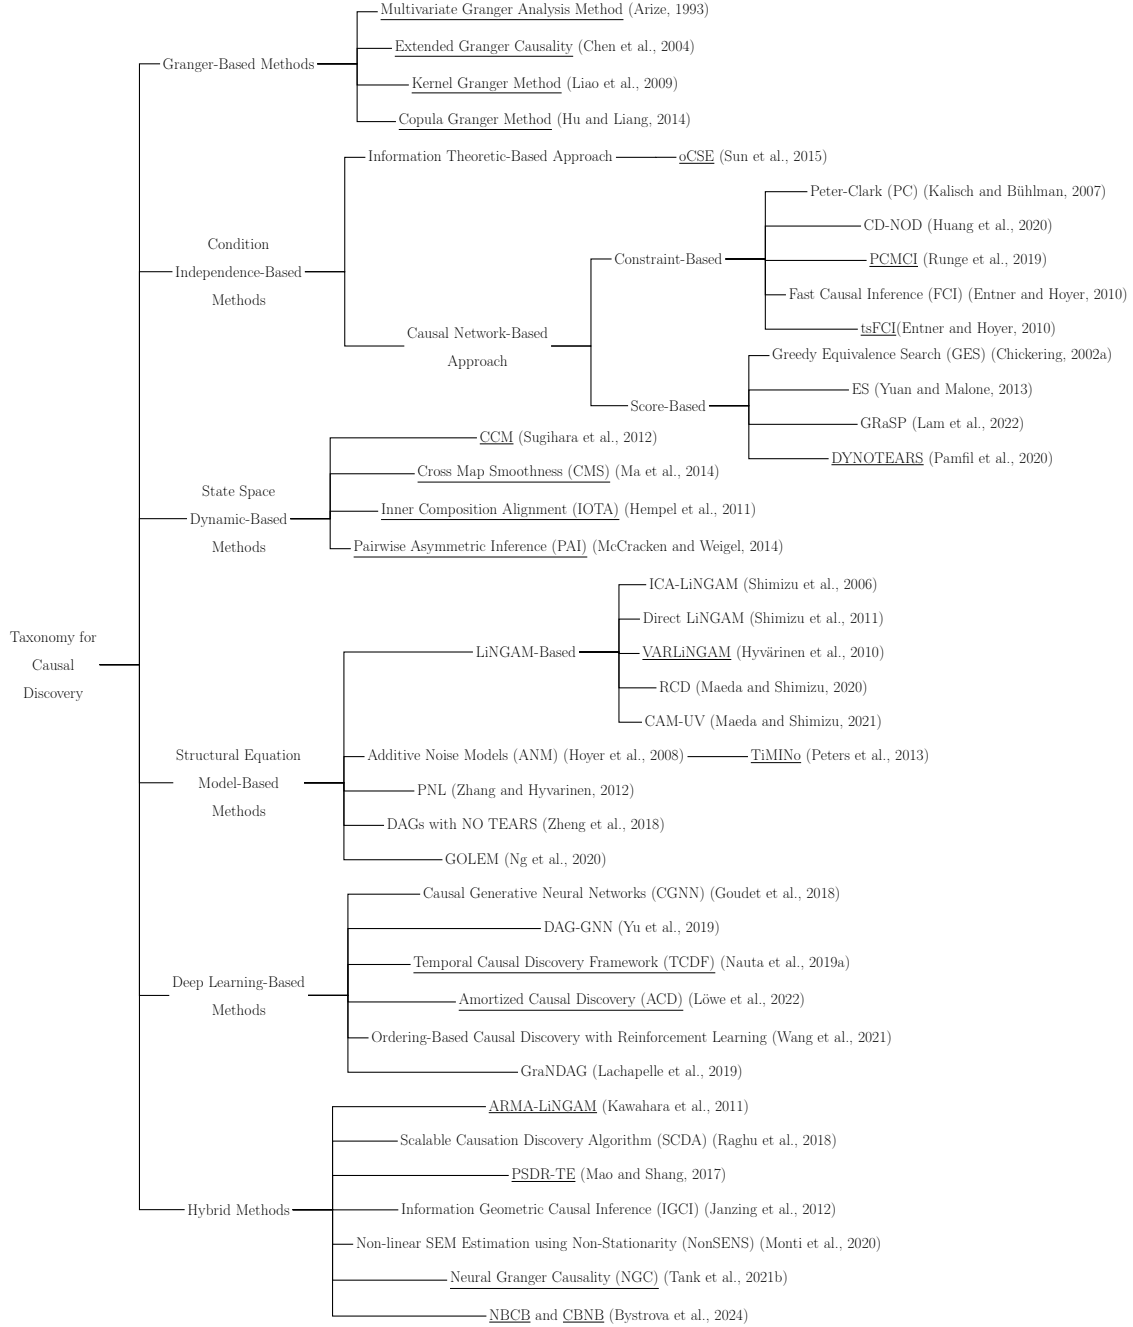 Multivariate Granger Analysis Method (Arize, 1993)
Extended Granger Causality (Chen et al., 2004)
Granger-Based Methods
Kernel Granger Method (Liao et al., 2009)
Copula Granger Method (Hu and Liang, 2014)
Information Theoretic-Based Approach
oCSE (Sun et al., 2015)
Peter-Clark (PC) (Kalisch and Bühlman, 2007)
CD-NOD (Huang et al., 2020)
Condition
Independence-Based
Methods
Constraint-Based
PCMCI (Runge et al., 2019)
Fast Causal Inference (FCI) (Entner and Hoyer, 2010)
tsFCI(Entner and Hoyer, 2010)
Causal Network-Based
Approach
Greedy Equivalence Search (GES) (Chickering, 2002a)
ES (Yuan and Malone, 2013)
Score-Based
GRaSP (Lam et al., 2022)
DYNOTEARS (Pamfil et al., 2020)
CCM (Sugihara et al., 2012)
Cross Map Smoothness (CMS) (Ma et al., 2014)
State Space
Dynamic-Based
Methods
Inner Composition Alignment (IOTA) (Hempel et al., 2011)
Pairwise Asymmetric Inference (PAI) (McCracken and Weigel, 2014)
ICA-LiNGAM (Shimizu et al., 2006)
Direct LiNGAM (Shimizu et al., 2011)
Taxonomy for
Causal
Discovery
LiNGAM-Based
VARLiNGAM (Hyvärinen et al., 2010)
RCD (Maeda and Shimizu, 2020)
CAM-UV (Maeda and Shimizu, 2021)
Structural Equation
Model-Based
Methods
Additive Noise Models (ANM) (Hoyer et al., 2008)
TiMINo (Peters et al., 2013)
PNL (Zhang and Hyvarinen, 2012)
DAGs with NO TEARS (Zheng et al., 2018)
GOLEM (Ng et al., 2020)
Causal Generative Neural Networks (CGNN) (Goudet et al., 2018)
DAG-GNN (Yu et al., 2019)
Temporal Causal Discovery Framework (TCDF) (Nauta et al., 2019a)
Deep Learning-Based
Methods
Amortized Causal Discovery (ACD) (Löwe et al., 2022)
Ordering-Based Causal Discovery with Reinforcement Learning (Wang et al., 2021)
GraNDAG (Lachapelle et al., 2019)
ARMA-LiNGAM (Kawahara et al., 2011)
Scalable Causation Discovery Algorithm (SCDA) (Raghu et al., 2018)
PSDR-TE (Mao and Shang, 2017)
Hybrid Methods
Information Geometric Causal Inference (IGCI) (Janzing et al., 2012)
Non-linear SEM Estimation using Non-Stationarity (NonSENS) (Monti et al., 2020)
Neural Granger Causality (NGC) (Tank et al., 2021b)
NBCB and CBNB (Bystrova et al., 2024)